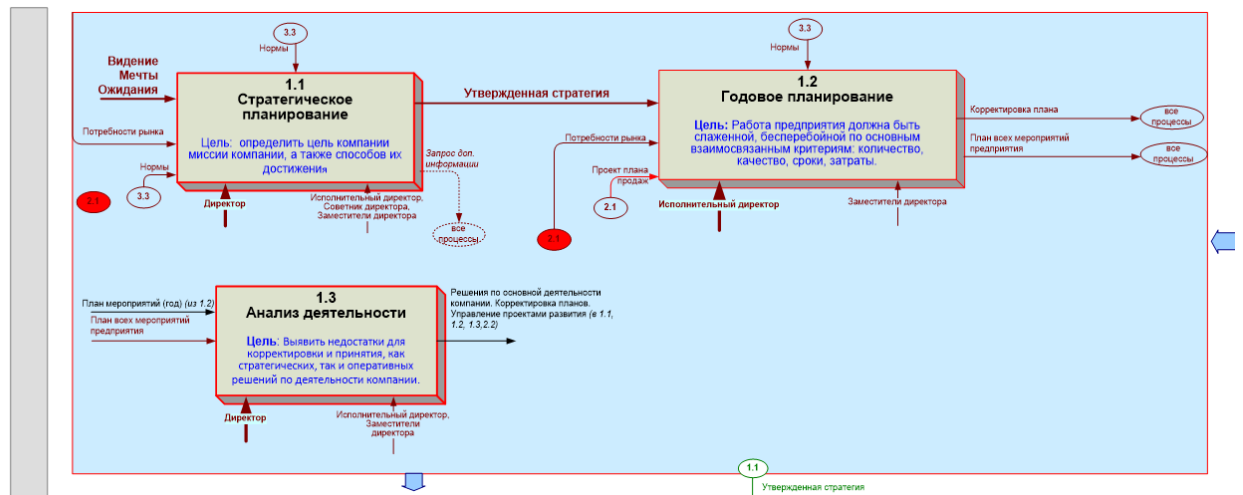 3.3
Нормы
Видение
Мечты
Ожидания
1.1
Стратегическое
планирование
Цель: определить цель компании
миссии компании, а также способов их
достижени
Потребности рынка
Нормы
3.3
2.1
Директор
Исполнительный директор,
Советник директора,
Заместители директора
Запрос доп.
информации
все
процессы
Утвержденная стратегия
3.3
Нормы
1.2
Годовое планирование
Цель: Работа предприятия должна быть
слаженной, бесперебойной по основным
взаимосвязанным критериям: количество,
качество, сроки, затраты.
Потребности рынка
Проект плана
продаж
2.1
Исполнительный директор
Заместители директора
Корректировка плана
все
процессы
План всех мероприятий
предприятия
все
процессы
План мероприятий (год) (из 1.2)
План всех мероприятий
предприятия
1.3
Анализ деятельности
Цель: Выявить недостатки для
корректировки и принятия, как
стратегических, так и оперативных
решений по деятельности компании.
Директор
Исполнительный директор,
Заместители
директора
Решения по основной деятельности
компании. Корректировка планов.
Управление проектами развития (в 1.1,
1.2, 1.3,2.2)
1.1
Утвержденная стратегия